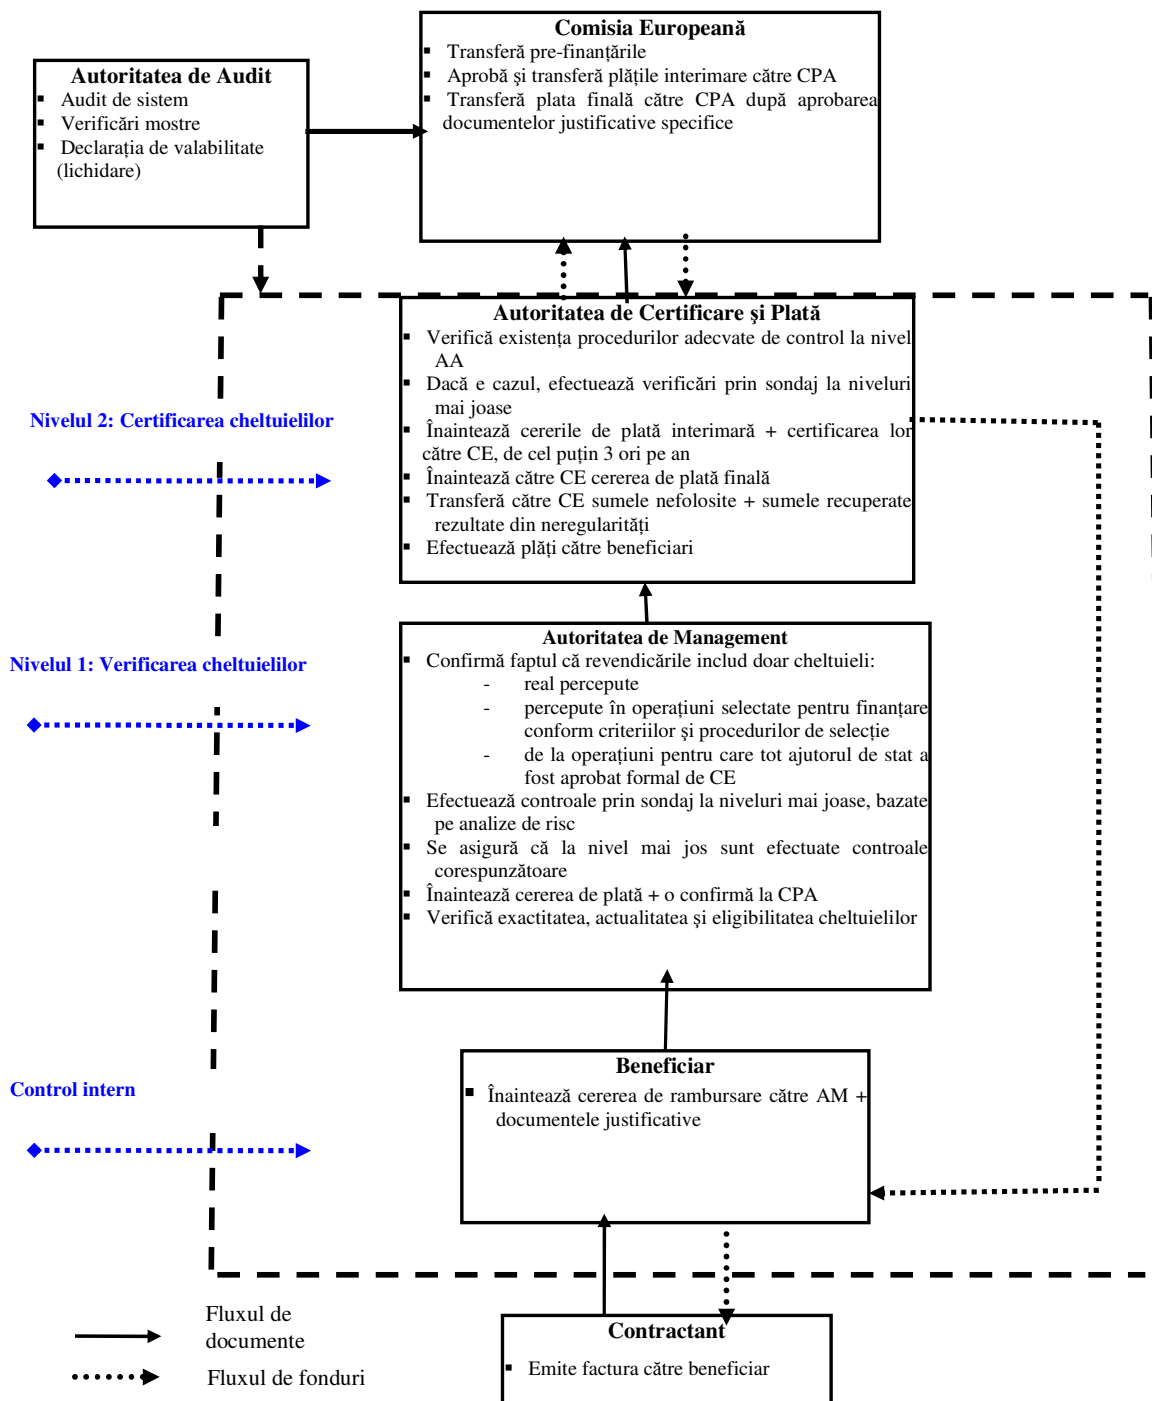 Comisia Europeană
▪ Transferă pre-finanțările
▪ Aprobă și transferă plățile interimare către CPA
▪ Transferă plata finală către CPA după aprobarea
documentelor justificative specifice
Autoritatea de Audit
▪ Audit de sistem
▪ Verificări mostre
▪ Declarația de valabilitate
(lichidare)
Autoritatea de Certificare şi Plată
▪ Verifică existența procedurilor adecvate de control la nivel
AA
▪ Dacă e cazul, efectuează verificări prin sondaj la niveluri
mai joase
▪ Înaintează cererile de plată interimară + certificarea lor
către CE, de cel puțin 3 ori pe an
▪ Înaintează către CE cererea de plată finală
▪ Transferă către CE sumele nefolosite + sumele recuperate
rezultate din neregularități
▪ Efectuează plăți către beneficiari
Nivelul 2: Certificarea cheltuielilor
Autoritatea de Management
▪ Confirmă faptul că revendicările includ doar cheltuieli:
- real percepute
- percepute în operațiuni selectate pentru finanțare
conform criteriilor şi procedurilor de selecție
- de la operațiuni pentru care tot ajutorul de stat a
fost aprobat formal de CE
▪ Efectuează controale prin sondaj la niveluri mai joase, bazate
pe analize de risc
▪ Se asigură că la nivel mai jos sunt efectuate controale
corespunzătoare
▪ Înaintează cererea de plată + o confirmă la CPA
▪ Verifică exactitatea, actualitatea şi eligibilitatea cheltuielilor
Nivelul 1: Verificarea cheltuielilor
Beneficiar
▪ Înaintează cererea de rambursare către AM +
documentele justificative
Control intern
Contractant
▪ Emite factura către beneficiar
Fluxul de
documente
Fluxul de fonduri